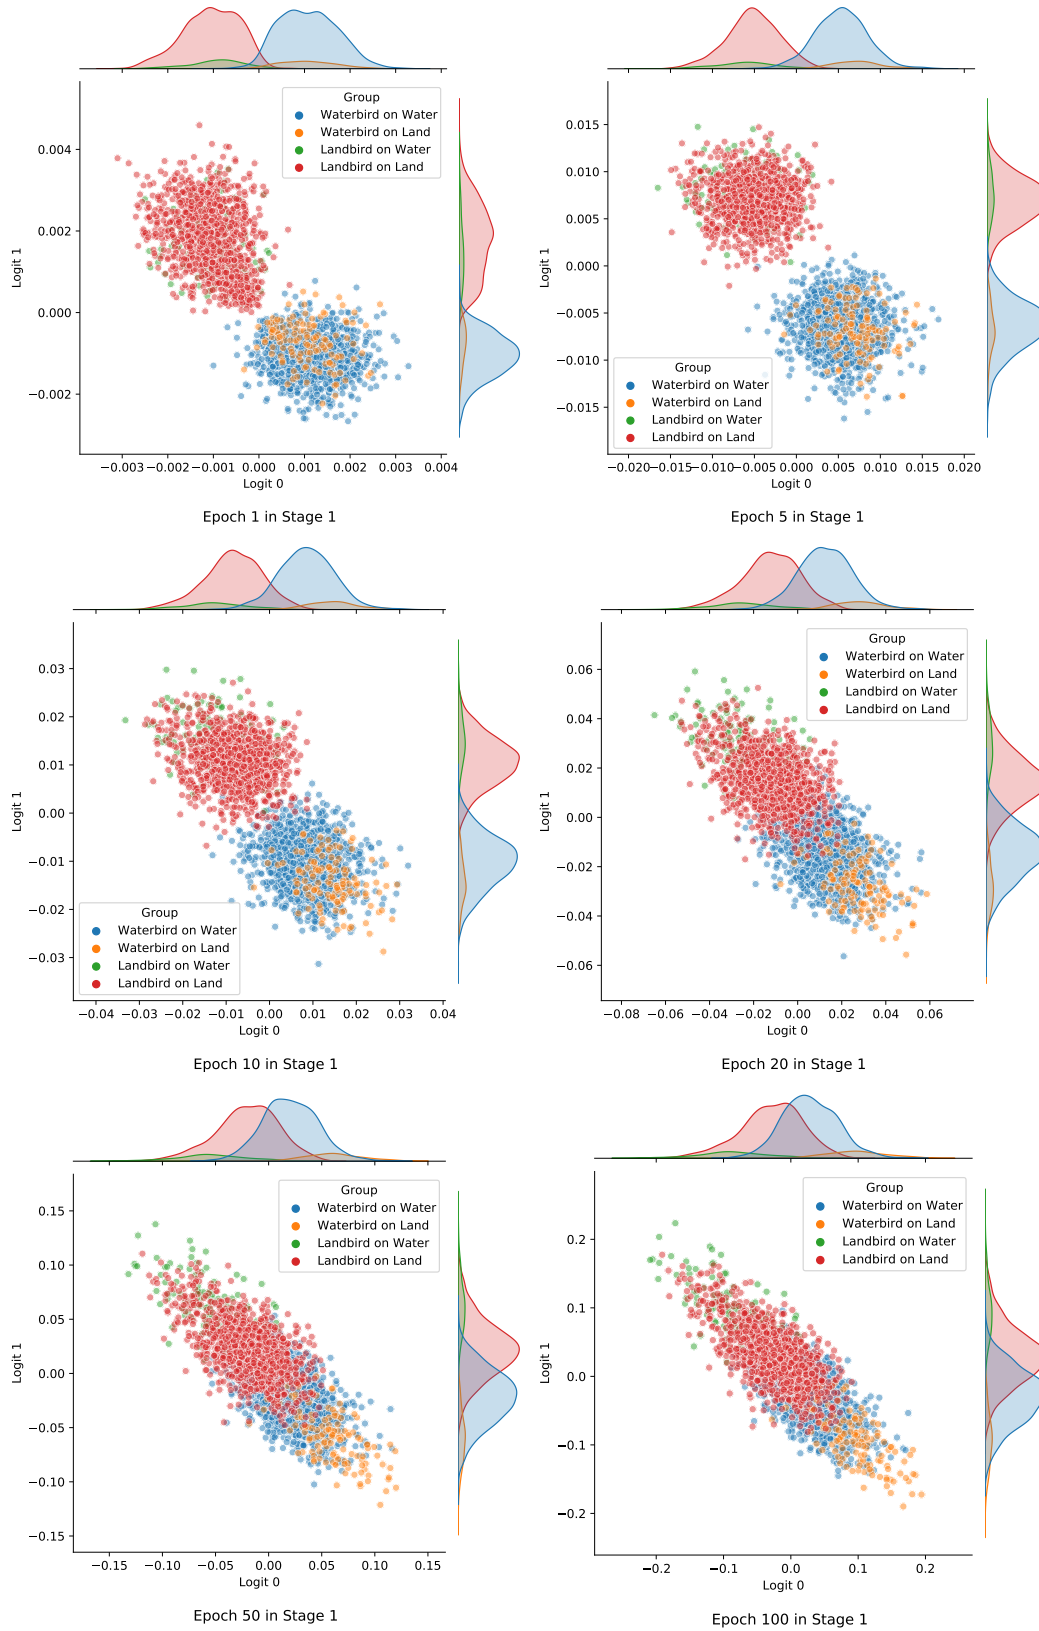 Group
Waterbird on Water
Waterbird on Land
Landbird on Water
Landbird on Land
0.004
0.002
0.000
−0.002
Logit 1
−0.003 −0.002 −0.001 0.000 0.001 0.002 0.003 0.004
Logit 0
Epoch 1 in Stage 1
0.015
0.010
0.005
0.000
−0.005
−0.010
−0.015
Logit 1
Group
Waterbird on Water
Waterbird on Land
Landbird on Water
Landbird on Land
−0.020 −0.015 −0.010 −0.005 0.000 0.005 0.010 0.015 0.020
Logit 0
Epoch 5 in Stage 1
0.03
0.02
0.01
0.00
−0.01
−0.02
−0.03
Logit 1
Group
Waterbird on Water
Waterbird on Land
Landbird on Water
Landbird on Land
−0.04 −0.03 −0.02 −0.01 0.00 0.01 0.02 0.03 0.04
Logit 0
Epoch 10 in Stage 1
Group
Waterbird on Water
Waterbird on Land
Landbird on Water
Landbird on Land
0.06
0.04
0.02
0.00
−0.02
−0.04
−0.06
Logit 1
−0.08 −0.06 −0.04 −0.02 0.00 0.02 0.04 0.06
Logit 0
Epoch 20 in Stage 1
Group
Waterbird on Water
Waterbird on Land
Landbird on Water
Landbird on Land
0.15
0.10
0.05
0.00
−0.05
−0.10
−0.15
Logit 1
−0.15 −0.10 −0.05 0.00 0.05 0.10 0.15
Logit 0
Epoch 50 in Stage 1
Group
Waterbird on Water
Waterbird on Land
Landbird on Water
Landbird on Land
0.2
0.1
0.0
−0.1
−0.2
Logit 1
−0.2 −0.1 0.0 0.1 0.2
Logit 0
Epoch 100 in Stage 1